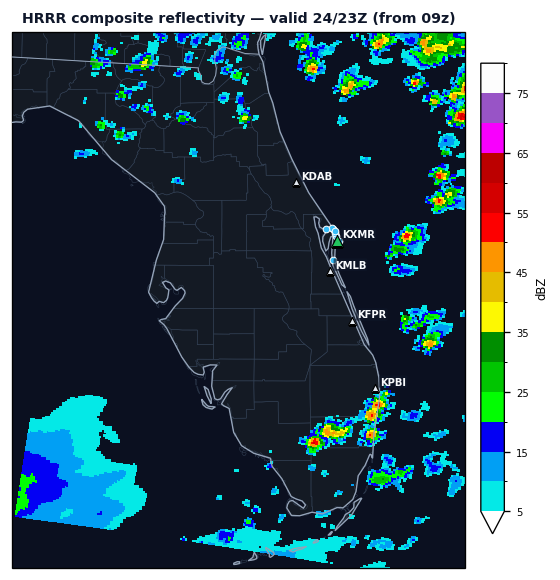 HRRR composite reflectivity — valid 24/23Z (from 09z)
KDAB
KXMR
KMLB
KFPR
KPBI
75
65
55
45
35
25
15
5
dBZ